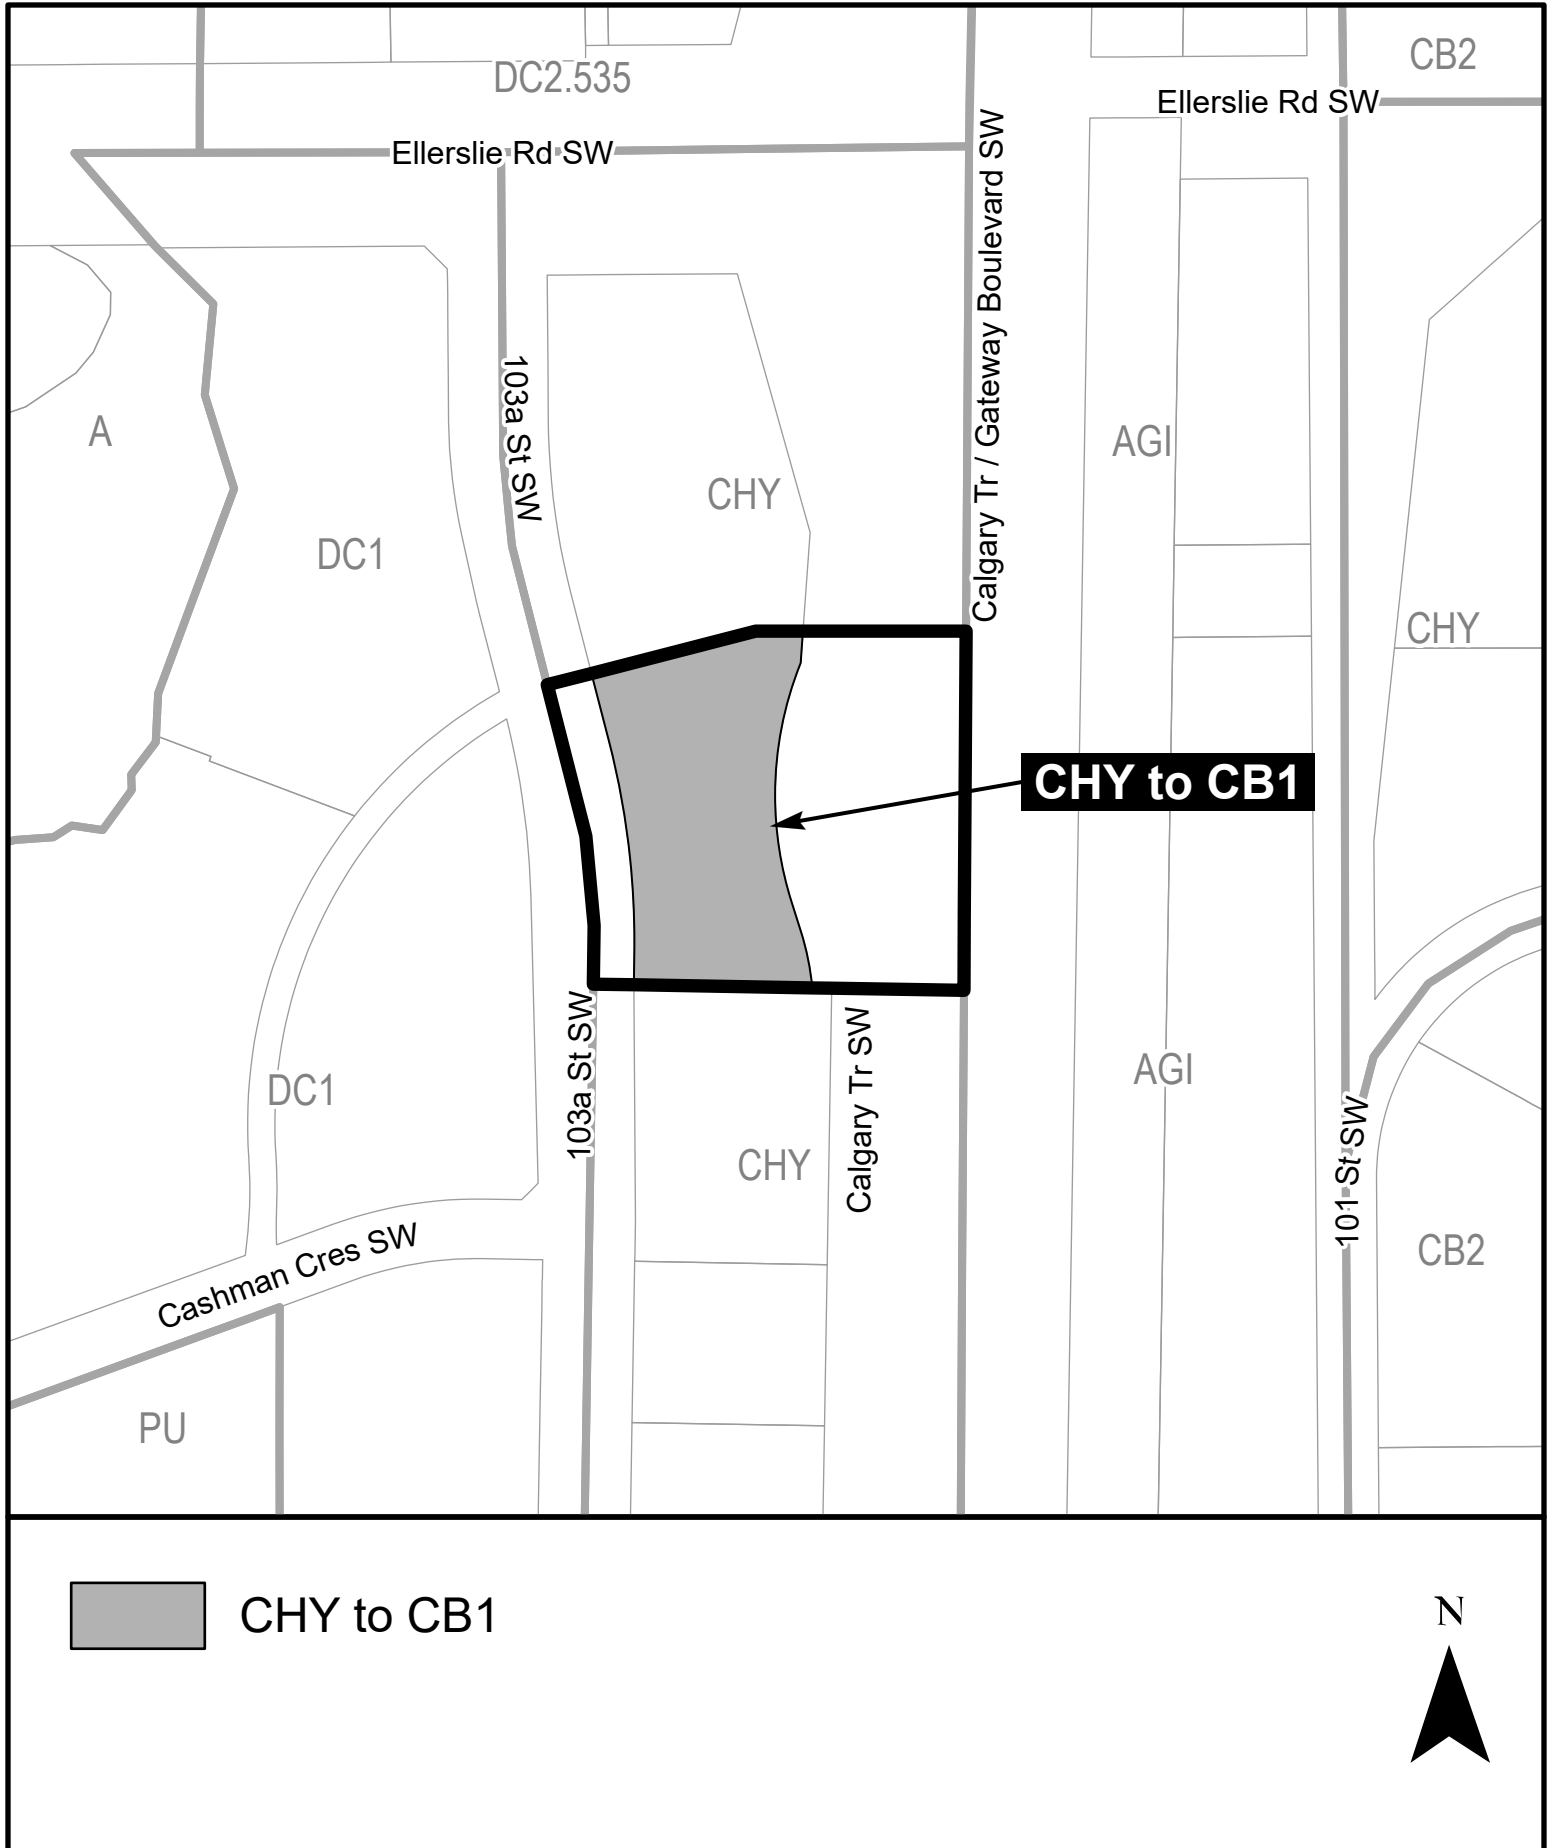 CB2
DC2.535
Ellerslie Rd SW
Ellerslie Rd SW
Calgary Tr / Gateway Boulevard SW
103a St SW
A
AGI
CHY
DC1
CHY
CHY to CB1
103a St SW
Calgary Tr SW
AGI
DC1
101 St SW
CHY
Cashman Cres SW
CB2
PU
CHY to CB1
N